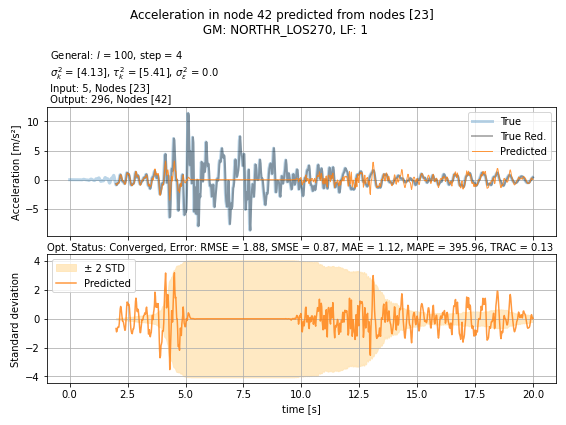 Acceleration in node 42 predicted from nodes [23]
GM: NORTHR_LOS270, LF: 1
General: l = 100, step = 4
σ²ₖ = [4.13], τ²ₖ = [5.41], σ²ε = 0.0
Input: 5, Nodes [23]
Output: 296, Nodes [42]
Acceleration [m/s²]
10
5
0
−5
True
True Red.
Predicted
Opt. Status: Converged, Error: RMSE = 1.88, SMSE = 0.87, MAE = 1.12, MAPE = 395.96, TRAC = 0.13
Standard deviation
4
2
0
−2
−4
± 2 STD
Predicted
0.0 2.5 5.0 7.5 10.0 12.5 15.0 17.5 20.0
time [s]